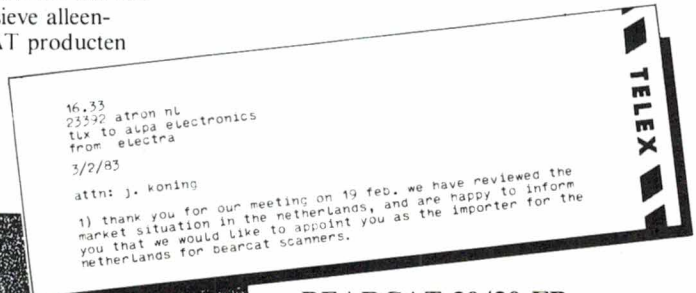 sieve alleen-
AT producten
16.33
23392 atron nl
tlx to alpa electronics
from electra
3/2/83
attn: j. koning
1) thank you for our meeting on 19 feb. we have reviewed the
market situation in the netherlands, and are happy to inform
you that we would like to appoint you as the importer for the
netherlands for bearcat scanners.
TELEX